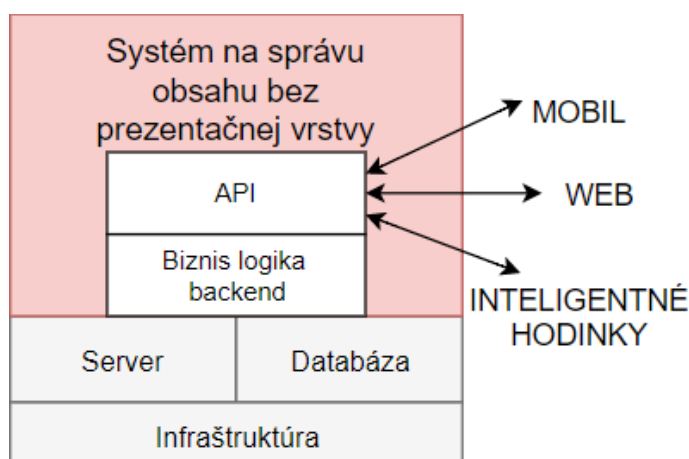 Systém na správu
obsahu bez
prezentačnej vrstvy
API
Biznis logika
backend
Server
Databáza
Infraštruktúra
MOBIL
WEB
INTELIGENTNÉ
HODINKY